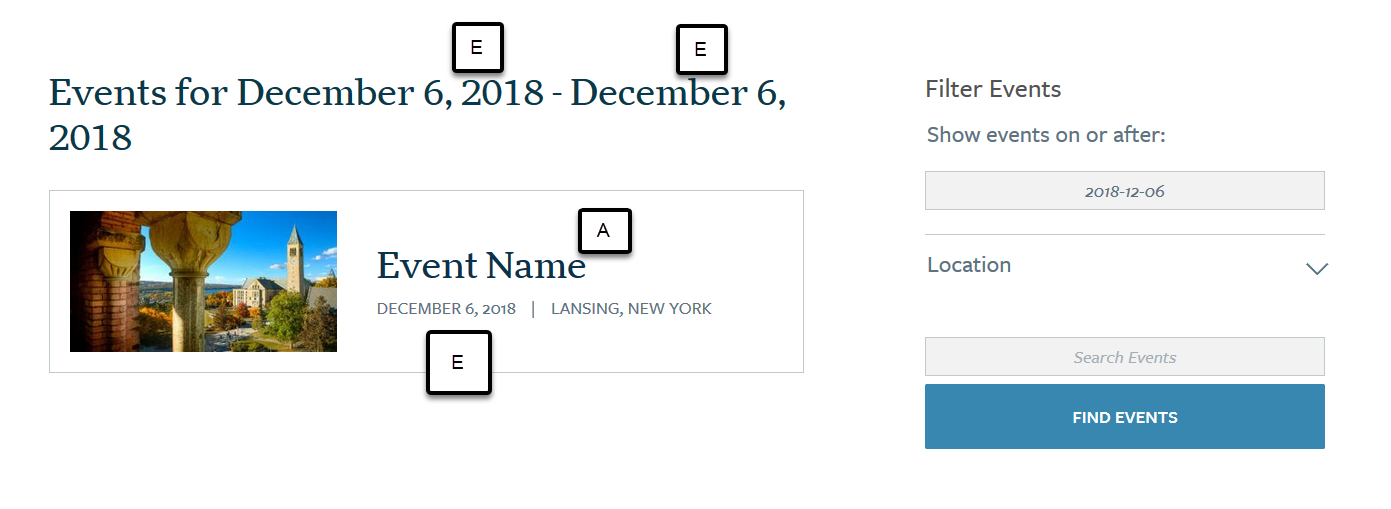 E
E
Events for December 6, 2018 - December 6,
2018
A
Event Name
DECEMBER 6, 2018 | LANSING, NEW YORK
E
Filter Events
Show events on or after:
2018-12-06
Location
Search Events
FIND EVENTS